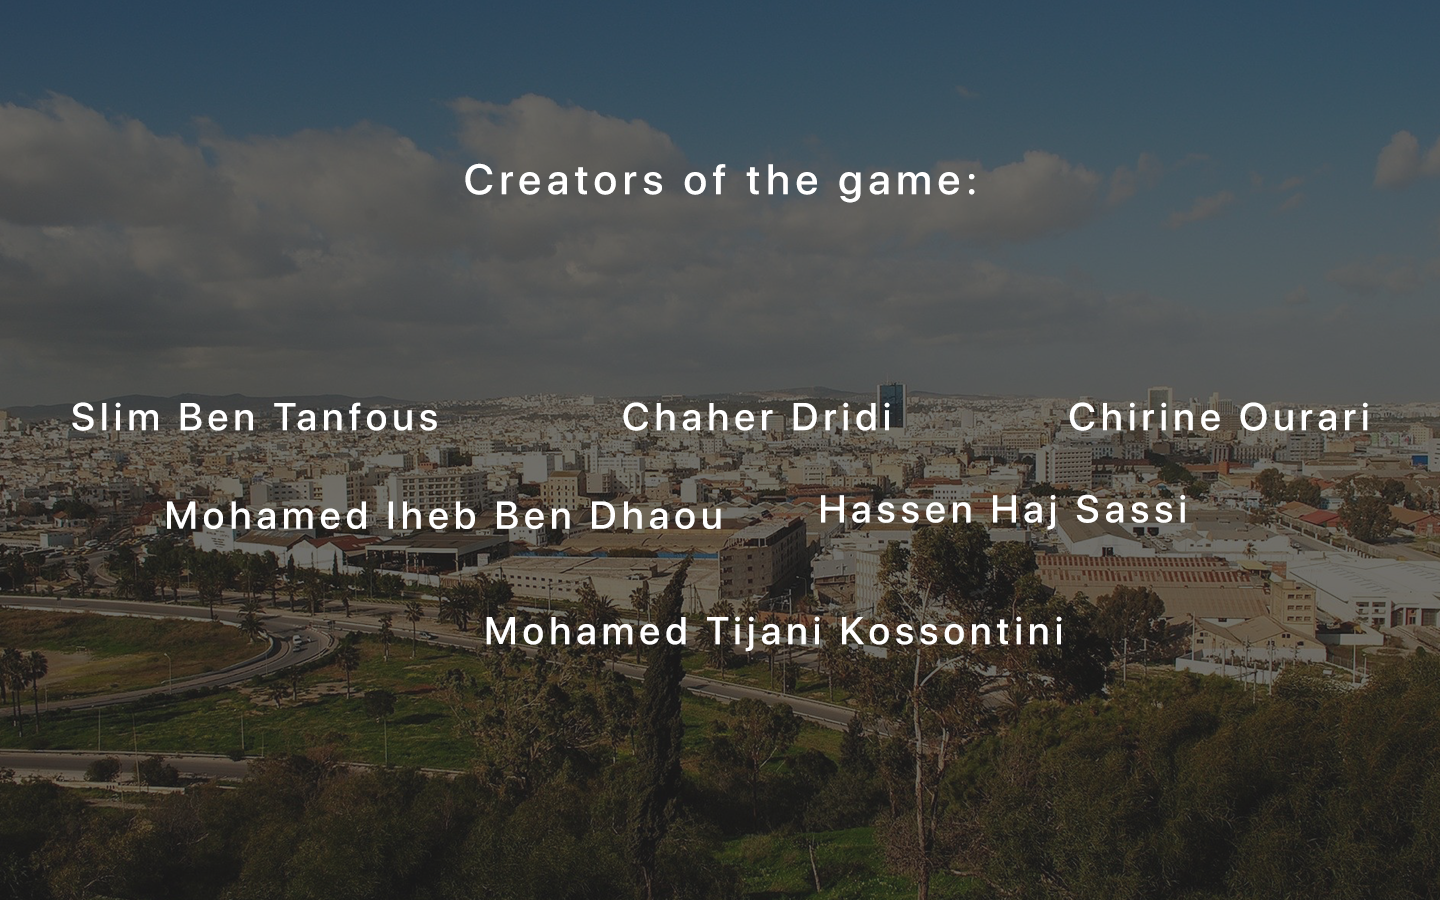 Creators of the game:
Slim Ben Tanfous Chaher Dridi Chirine Ourari
Mohamed Iheb Ben Dhaou Hassen Haj Sassi
Mohamed Tijani Kossontini